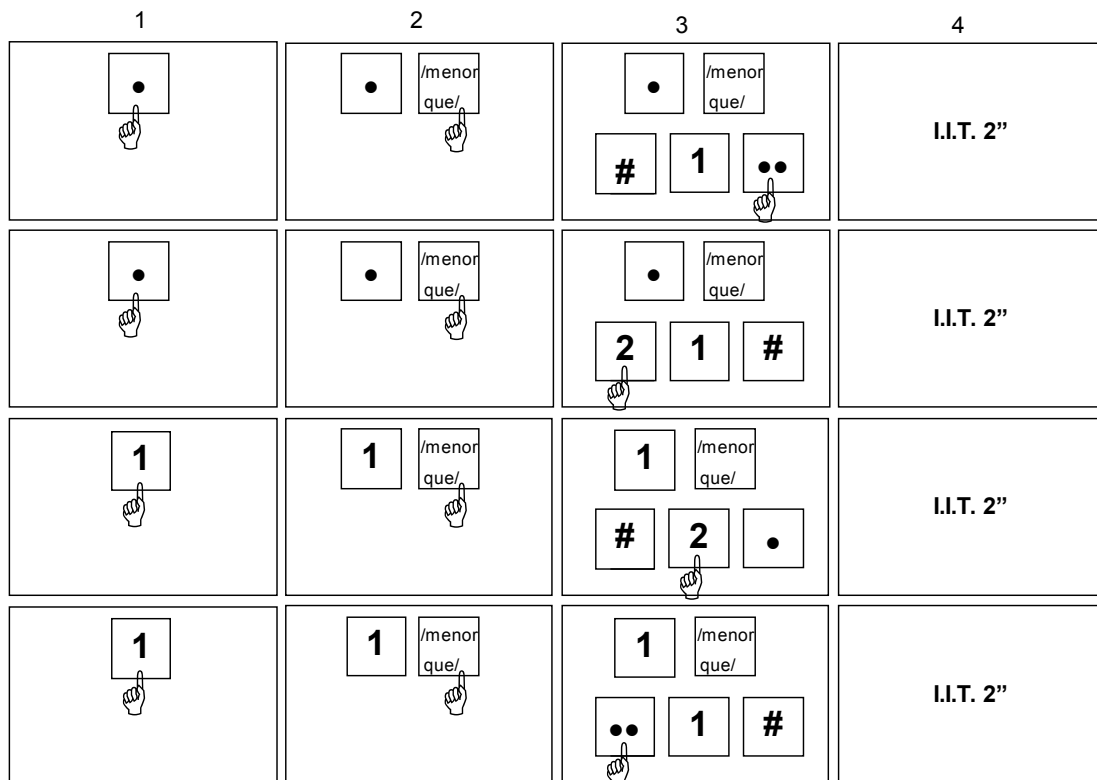 1 2 3 4
• • /menor • /menor
que/ que/
# 1 •• I.I.T. 2”
• • /menor • /menor
que/ que/
2 1 # I.I.T. 2”
1 1 /menor 1 /menor
que/ que/
# 2 • I.I.T. 2”
1 1 /menor 1 /menor
que/ que/
•• 1 # I.I.T. 2”